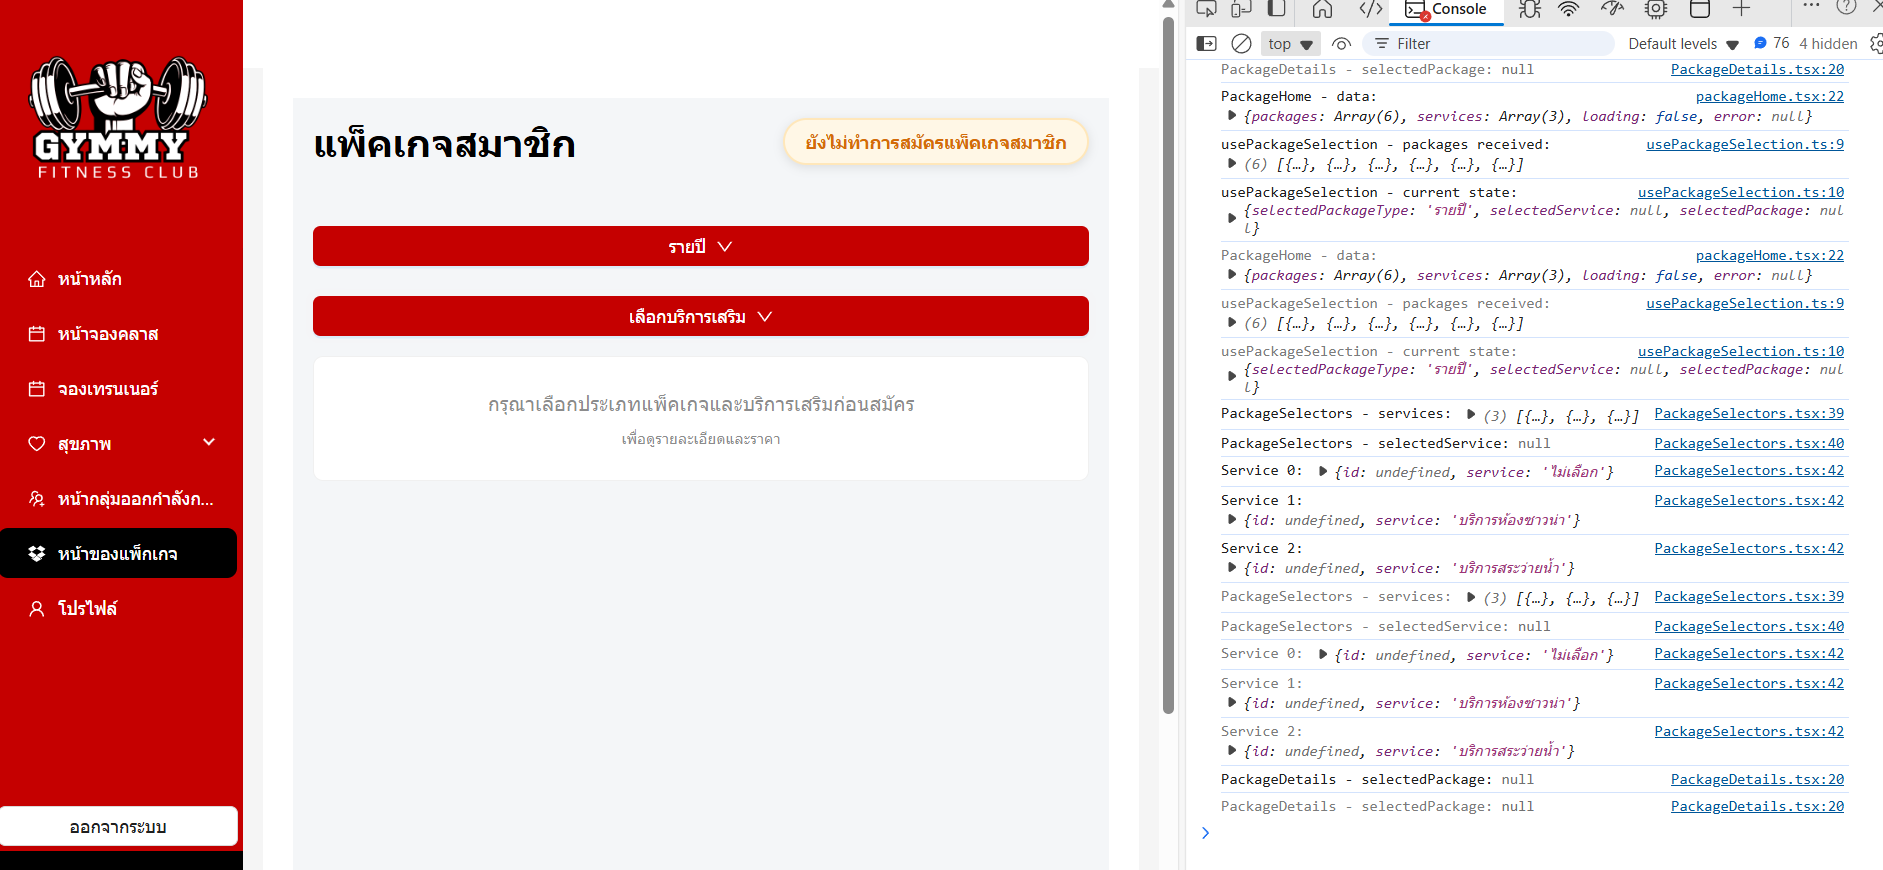 GYMMY
FITNESS CLUB
หน้าหลัก
หน้าจองคลาส
จองเทรนเนอร์
สุขภาพ
หน้ากลุ่มออกกำลังก...
หน้าของแพ็กเกจ
โปรไฟล์
ออกจากระบบ
แพ็คเกจสมาชิก
ยังไม่ทำการสมัครแพ็คเกจสมาชิก
รายปี
เลือกบริการเสริม
กรุณาเลือกประเภทแพ็คเกจและบริการเสริมก่อนสมัคร
เพื่อดูรายละเอียดและราคา
Console
top
Filter
Default levels
76
4 hidden
PackageDetails - selectedPackage: null PackageDetails.tsx:20
PackageHome - data: packageHome.tsx:22
{packages: Array(6), services: Array(3), loading: false, error: null}
usePackageSelection - packages received: usePackageSelection.ts:9
(6) [{…}, {…}, {…}, {…}, {…}, {…}]
usePackageSelection - current state: usePackageSelection.ts:10
{selectedPackageType: 'รายปี', selectedService: null, selectedPackage: nul
l}
PackageHome - data: packageHome.tsx:22
{packages: Array(6), services: Array(3), loading: false, error: null}
usePackageSelection - packages received: usePackageSelection.ts:9
(6) [{…}, {…}, {…}, {…}, {…}, {…}]
usePackageSelection - current state: usePackageSelection.ts:10
{selectedPackageType: 'รายปี', selectedService: null, selectedPackage: nul
l}
PackageSelectors - services: (3) [{…}, {…}, {…}] PackageSelectors.tsx:39
PackageSelectors - selectedService: null PackageSelectors.tsx:40
Service 0: {id: undefined, service: 'ไม่เลือก'} PackageSelectors.tsx:42
Service 1: PackageSelectors.tsx:42
{id: undefined, service: 'บริการห้องซาวน่า'}
Service 2: PackageSelectors.tsx:42
{id: undefined, service: 'บริการสระว่ายน้ำ'}
PackageSelectors - services: (3) [{…}, {…}, {…}] PackageSelectors.tsx:39
PackageSelectors - selectedService: null PackageSelectors.tsx:40
Service 0: {id: undefined, service: 'ไม่เลือก'} PackageSelectors.tsx:42
Service 1: PackageSelectors.tsx:42
{id: undefined, service: 'บริการห้องซาวน่า'}
Service 2: PackageSelectors.tsx:42
{id: undefined, service: 'บริการสระว่ายน้ำ'}
PackageDetails - selectedPackage: null PackageDetails.tsx:20
PackageDetails - selectedPackage: null PackageDetails.tsx:20